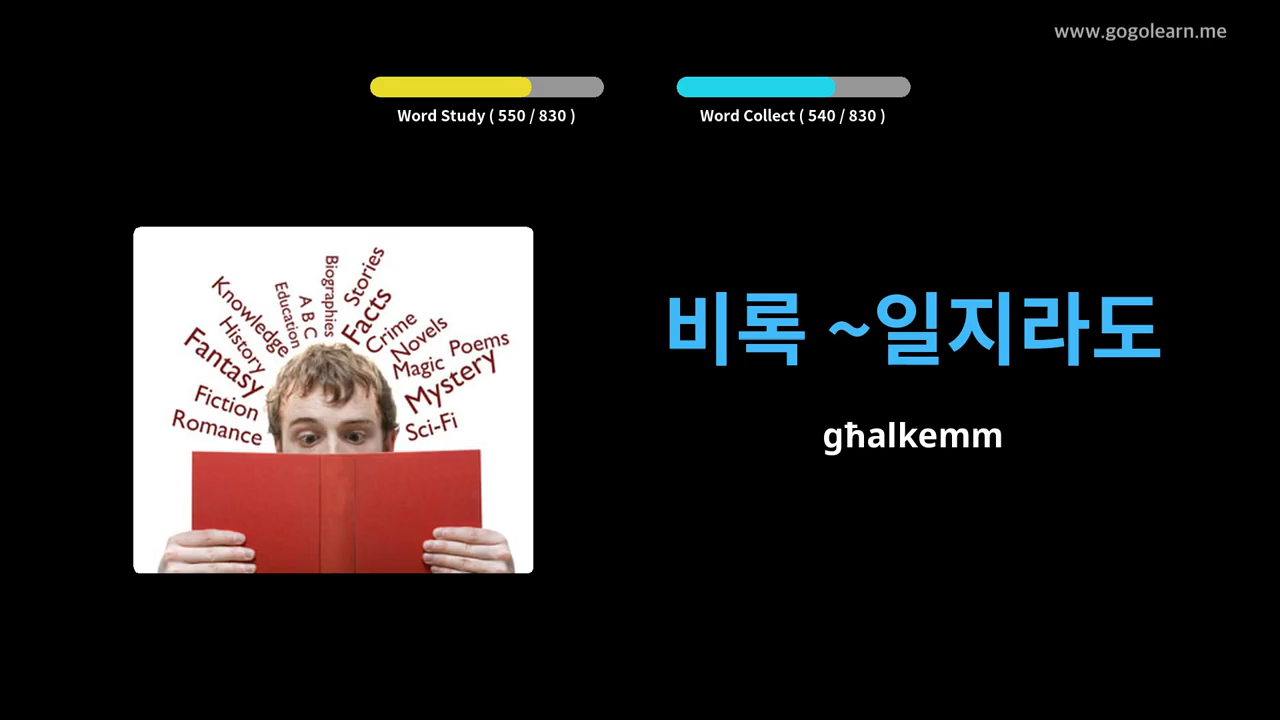 www.gogolearn.me
Word Study ( 550 / 830 )
Word Collect ( 540 / 830 )
Biographies
Stories
Knowledge
Education
A B C
Facts
Crime
History
Novels
Fantasy
Magic
Poems
Mystery
Fiction
Romance
Sci-Fi
비록 ~일지라도
għalkemm